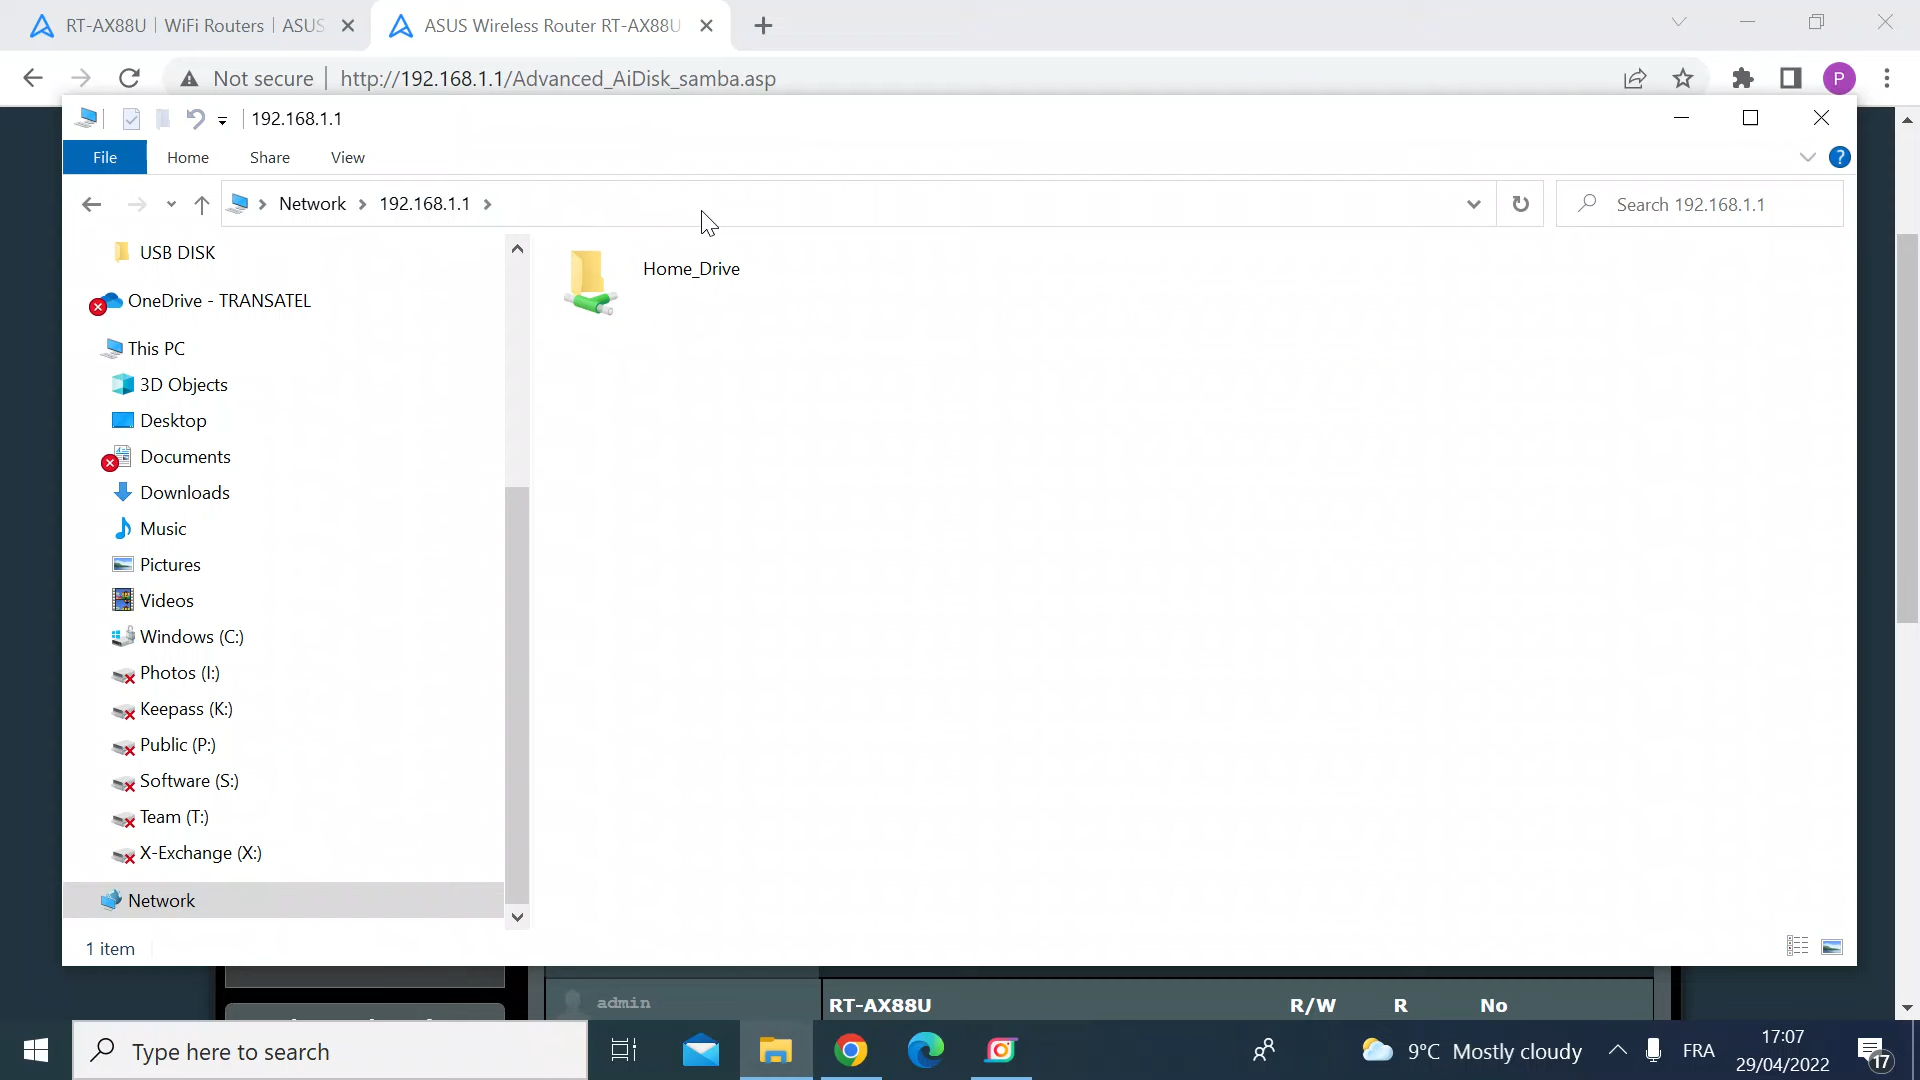 RT-AX88U | WiFi Routers | ASUS
ASUS Wireless Router RT-AX88U
Not secure | http://192.168.1.1/Advanced_AiDisk_samba.asp
P
192.168.1.1
File Home Share View
?
Network 192.168.1.1
Search 192.168.1.1
USB DISK
OneDrive - TRANSATEL
This PC
3D Objects
Desktop
Documents
Downloads
Music
Pictures
Videos
Windows (C:)
Photos (I:)
Keepass (K:)
Public (P:)
Software (S:)
Team (T:)
X-Exchange (X:)
Network
Home_Drive
1 item
admin
RT-AX88U R/W R No
Type here to search
9°C Mostly cloudy
FRA
17:07
29/04/2022
17